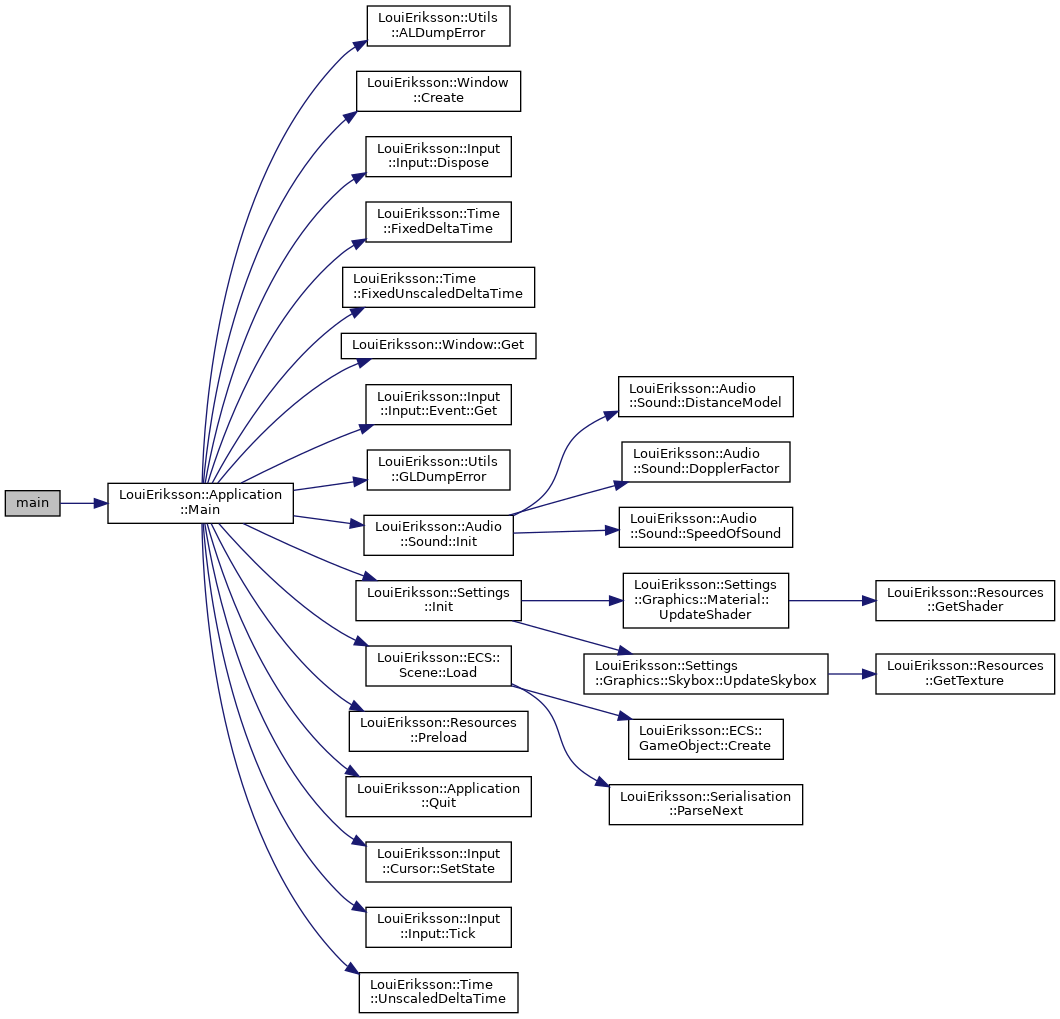 main
LouiEriksson::Application
::Main
LouiEriksson::Utils
::ALDumpError
LouiEriksson::Window
::Create
LouiEriksson::Input
::Input::Dispose
LouiEriksson::Time
::FixedDeltaTime
LouiEriksson::Time
::FixedUnscaledDeltaTime
LouiEriksson::Window::Get
LouiEriksson::Input
::Input::Event::Get
LouiEriksson::Utils
::GLDumpError
LouiEriksson::Audio
::Sound::Init
LouiEriksson::Settings
::Init
LouiEriksson::ECS::
Scene::Load
LouiEriksson::Resources
::Preload
LouiEriksson::Application
::Quit
LouiEriksson::Input
::Cursor::SetState
LouiEriksson::Input
::Input::Tick
LouiEriksson::Time
::UnscaledDeltaTime
LouiEriksson::Audio
::Sound::DistanceModel
LouiEriksson::Audio
::Sound::DopplerFactor
LouiEriksson::Audio
::Sound::SpeedOfSound
LouiEriksson::Settings
::Graphics::Material::
UpdateShader
LouiEriksson::Settings
::Graphics::Skybox::UpdateSkybox
LouiEriksson::ECS::
GameObject::Create
LouiEriksson::Serialisation
::ParseNext
LouiEriksson::Resources
::GetShader
LouiEriksson::Resources
::GetTexture